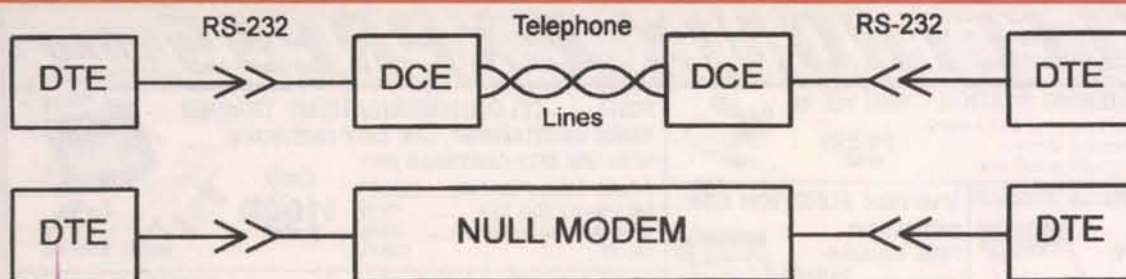 RS-232 Telephone RS-232
DTE DCE DCE DTE
Lines
DTE NULL MODEM DTE